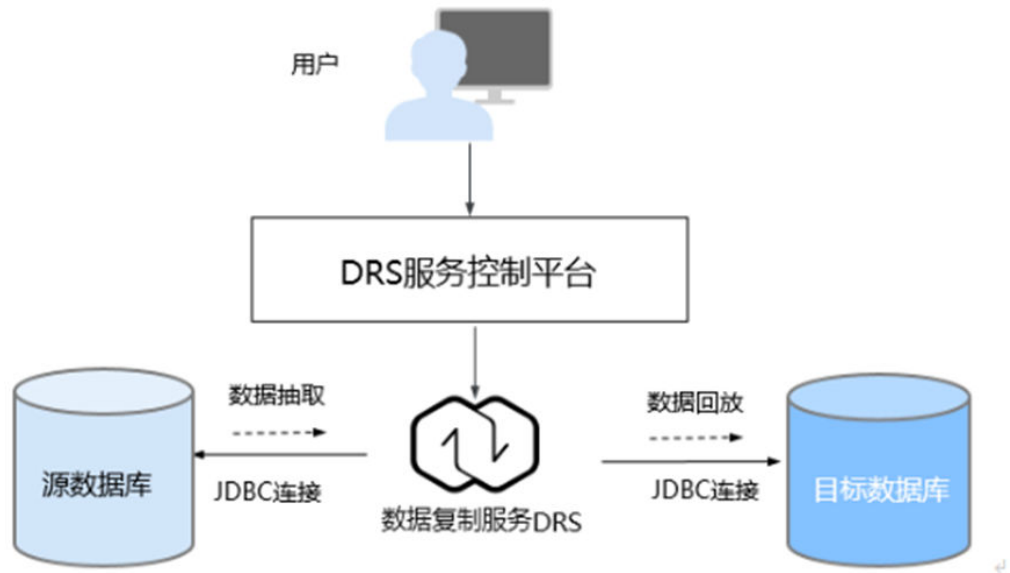 用户
DRS服务控制平台
数据抽取
数据回放
源数据库
JDBC连接
JDBC连接
目标数据库
数据复制服务DRS